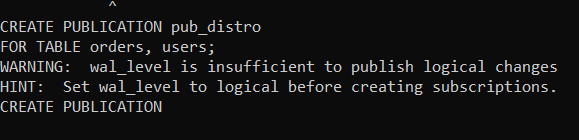 ^
CREATE PUBLICATION pub_distro
FOR TABLE orders, users;
WARNING:  wal_level is insufficient to publish logical changes
HINT:  Set wal_level to logical before creating subscriptions.
CREATE PUBLICATION